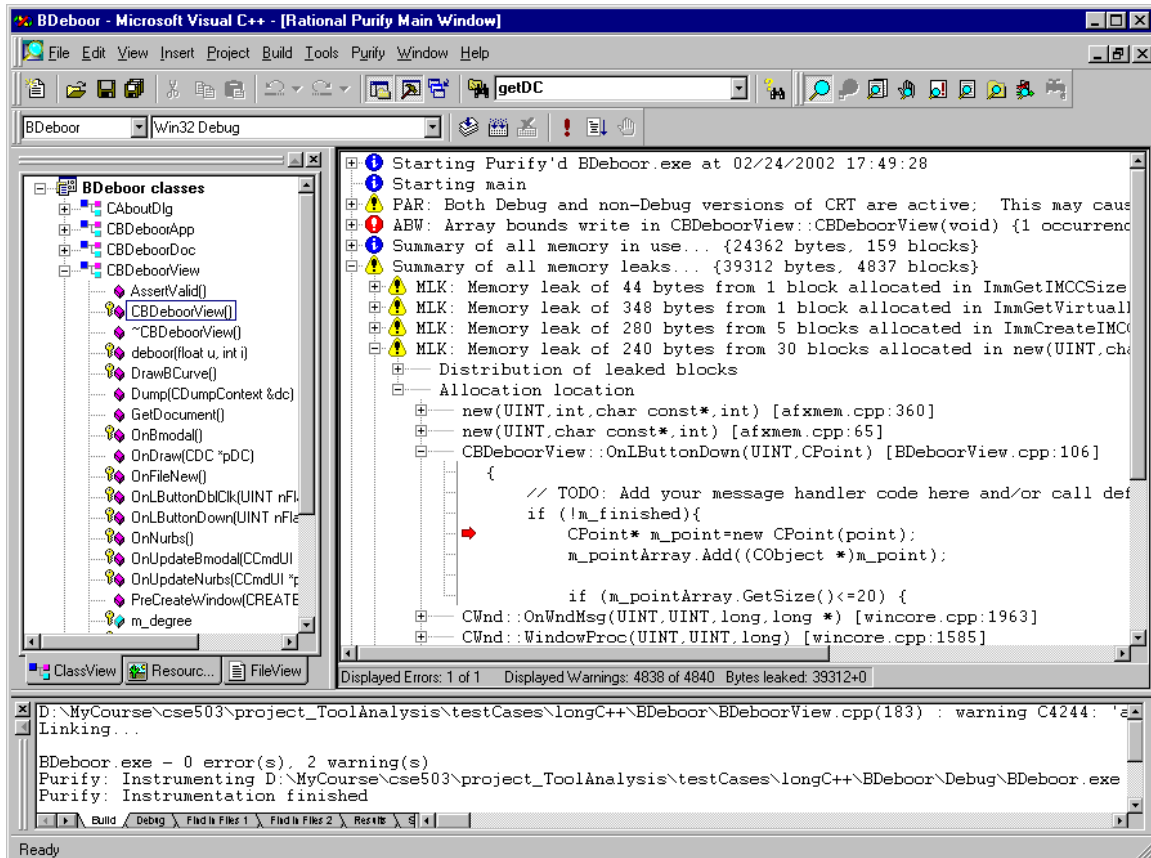 BDeboor - Microsoft Visual C++ - [Rational Purify Main Window]
File Edit View Insert Project Build Tools Purify Window Help
getDC
BDeboor Win32 Debug
BDeboor classes
CAboutDlg
CBDeboorApp
CBDeboorDoc
CBDeboorView
AssertValid()
CBDeboorView()
~CBDeboorView()
deboor(float u, int i)
DrawBCurve()
Dump(CDumpContext &dc)
GetDocument()
OnBmodal()
OnDraw(CDC *pDC)
OnFileNew()
OnLButtonDblClk(UINT nFl
OnLButtonDown(UINT nFla
OnNurbs()
OnUpdateBmodal(CCmdUI
OnUpdateNurbs(CCmdUI *p
PreCreateWindow(CREATE
m_degree
ClassView Resourc... FileView
Starting Purify'd BDeboor.exe at 02/24/2002 17:49:28
Starting main
PAR: Both Debug and non-Debug versions of CRT are active; This may caus
ABW: Array bounds write in CBDeboorView::CBDeboorView(void) {1 occurrenc
Summary of all memory in use... {24362 bytes, 159 blocks}
Summary of all memory leaks... {39312 bytes, 4837 blocks}
MLK: Memory leak of 44 bytes from 1 block allocated in ImmGetIMCCSize
MLK: Memory leak of 348 bytes from 1 block allocated in ImmGetVirtualK
MLK: Memory leak of 280 bytes from 5 blocks allocated in ImmCreateIMCC
MLK: Memory leak of 240 bytes from 30 blocks allocated in new(UINT,cha
Distribution of leaked blocks
Allocation location
new(UINT,int,char const*,int) [afxmem.cpp:360]
new(UINT,char const*,int) [afxmem.cpp:65]
CBDeboorView::OnLButtonDown(UINT,CPoint) [BDeboorView.cpp:106]
{
// TODO: Add your message handler code here and/or call def
if (!m_finished){
CPoint* m_point=new CPoint(point);
m_pointArray.Add((CObject *)m_point);
if (m_pointArray.GetSize()<=20) {
CWnd::OnWndMsg(UINT,UINT,long,long *) [wincore.cpp:1963]
CWnd::WindowProc(UINT,UINT,long) [wincore.cpp:1585]
Displayed Errors: 1 of 1 Displayed Warnings: 4838 of 4840 Bytes leaked: 39312+0
D:\MyCourse\cse503\project_ToolAnalysis\testCases\longC++\BDeboor\BDeboorView.cpp(183) : warning C4244: 'a
Linking...
BDeboor.exe - 0 error(s), 2 warning(s)
Purify: Instrumenting D:\MyCourse\cse503\project_ToolAnalysis\testCases\longC++\BDeboor\Debug\BDeboor.exe
Purify: Instrumentation finished
Build Debug Find in Files 1 Find in Files 2 Results S
Ready